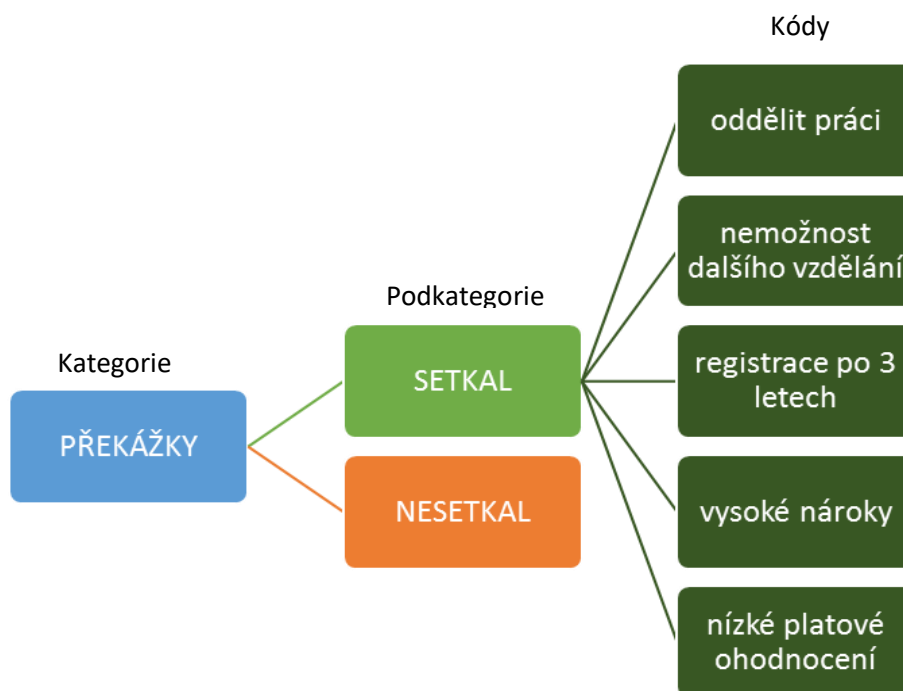 Kódy
oddělit práci
nemožnost
dalšího vzdělání
Podkategorie
SETKAL
registrace po 3
letech
Kategorie
PŘEKÁŽKY
NESETKAL
vysoké nároky
nízké platové
ohodnocení